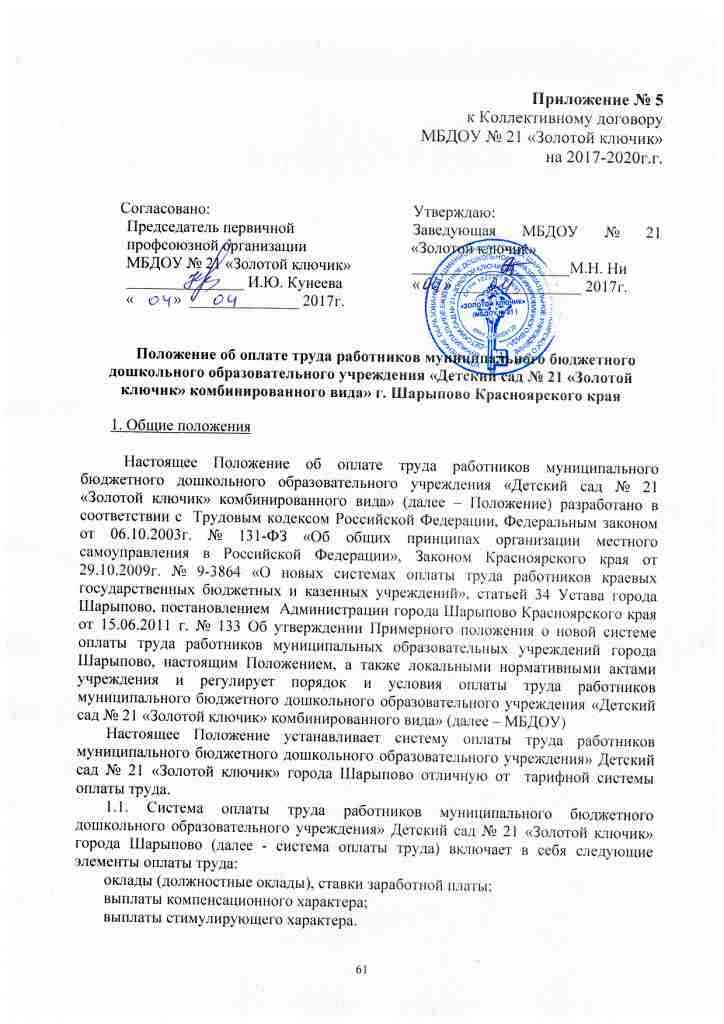 Приложение № 5
к Коллективному договору
МБДОУ № 21 «Золотой ключик»
на 2017-2020г.г.
Согласовано:
Председатель первичной
профсоюзной организации
МБДОУ № 21 «Золотой ключик»
И.Ю. Кунеева
« 04 » 04 2017г.
Утверждаю:
Заведующая МБДОУ № 21
«Золотой ключик»
М.Н. Ни
2017г.
«ЗОЛОТОЙ КЛЮЧИК»
(МБДОУ № 21)
Положение об оплате труда работников муниципального бюджетного
дошкольного образовательного учреждения «Детский сад № 21 «Золотой
ключик» комбинированного вида» г. Шарыпово Красноярского края
1. Общие положения
Настоящее Положение об оплате труда работников муниципального
бюджетного дошкольного образовательного учреждения «Детский сад № 21
«Золотой ключик» комбинированного вида» (далее – Положение) разработано в
соответствии с Трудовым кодексом Российской Федерации, Федеральным законом
от 06.10.2003г. № 131-ФЗ «Об общих принципах организации местного
самоуправления в Российской Федерации», Законом Красноярского края от
29.10.2009г. № 9-3864 «О новых системах оплаты труда работников краевых
государственных бюджетных и казенных учреждений», статьей 34 Устава города
Шарыпово, постановлением Администрации города Шарыпово Красноярского края
от 15.06.2011 г. № 133 Об утверждении Примерного положения о новой системе
оплаты труда работников муниципальных образовательных учреждений города
Шарыпово, настоящим Положением, а также локальными нормативными актами
учреждения и регулирует порядок и условия оплаты труда работников
муниципального бюджетного дошкольного образовательного учреждения «Детский
сад № 21 «Золотой ключик» комбинированного вида» (далее – МБДОУ)
Настоящее Положение устанавливает систему оплаты труда работников
муниципального бюджетного дошкольного образовательного учреждения» Детский
сад № 21 «Золотой ключик» города Шарыпово отличную от тарифной системы
оплаты труда.
1.1. Система оплаты труда работников муниципального бюджетного
дошкольного образовательного учреждения» Детский сад № 21 «Золотой ключик»
города Шарыпово (далее - система оплаты труда) включает в себя следующие
элементы оплаты труда:
оклады (должностные оклады), ставки заработной платы;
выплаты компенсационного характера;
выплаты стимулирующего характера.
61